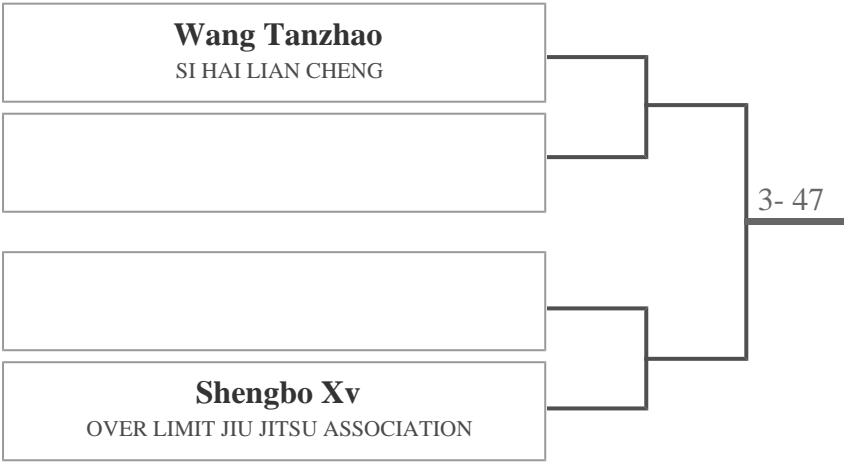 Wang Tanzhao
SI HAI LIAN CHENG
3- 47
Shengbo Xv
OVER LIMIT JIU JITSU ASSOCIATION